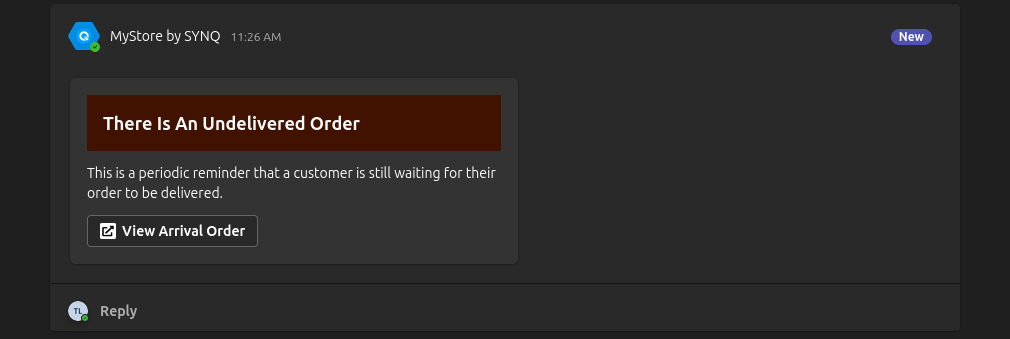 MyStore by SYNQ 11:26 AM New
There Is An Undelivered Order
This is a periodic reminder that a customer is still waiting for their
order to be delivered.
View Arrival Order
TL Reply